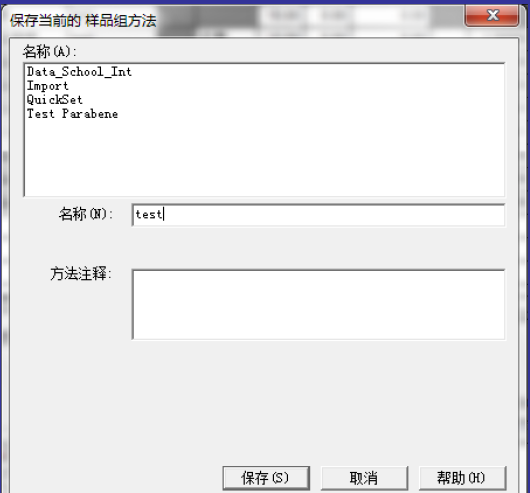 保存当前的 样品组方法
名称(A):
Data_School_Int
Import
QuickSet
Test Parabene
名称(N): test
方法注释:
保存(S) 取消 帮助(H)